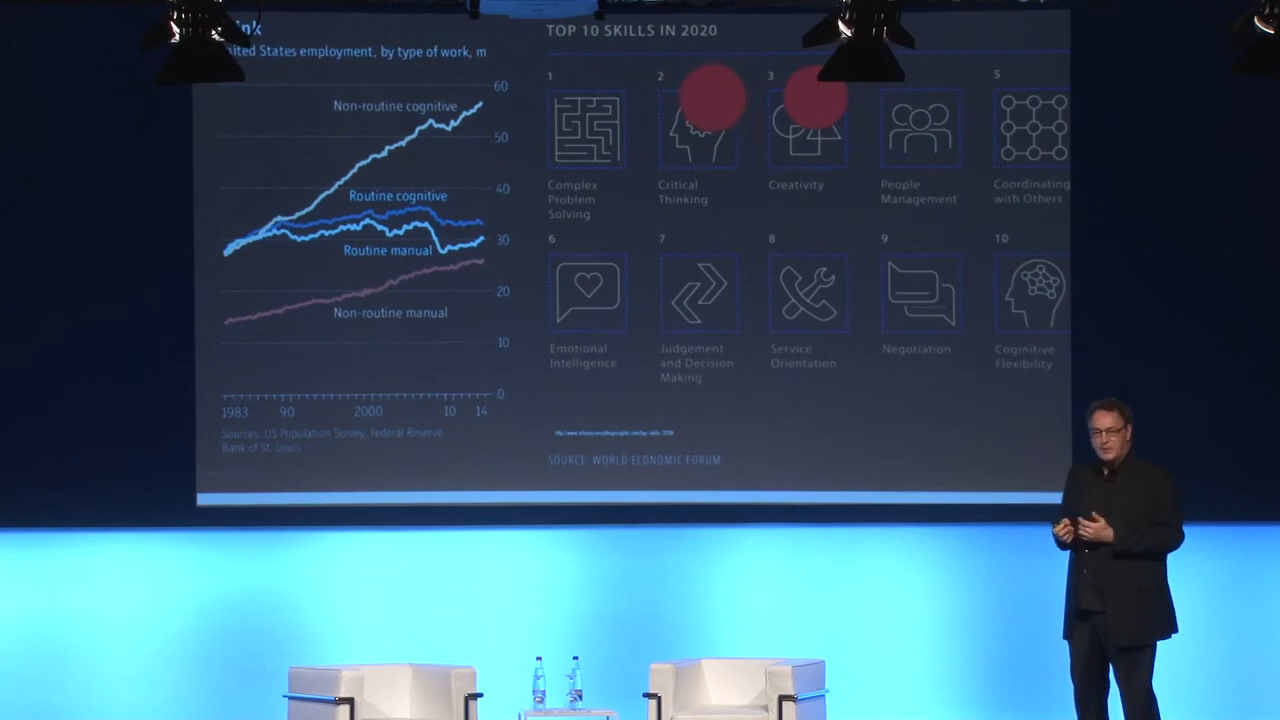 ink
United States employment, by type of work, m
60
Non-routine cognitive
50
40
Routine cognitive
30
Routine manual
20
Non-routine manual
10
0
1983 90 2000 10 14
Sources: US Population Survey; Federal Reserve
Bank of St. Louis
TOP 10 SKILLS IN 2020
1 2 3 5
Complex
Problem
Solving
Critical
Thinking
Creativity
People
Management
Coordinating
with Others
6 7 8 9 10
Emotional
Intelligence
Judgement
and Decision
Making
Service
Orientation
Negotiation
Cognitive
Flexibility
SOURCE: WORLD ECONOMIC FORUM